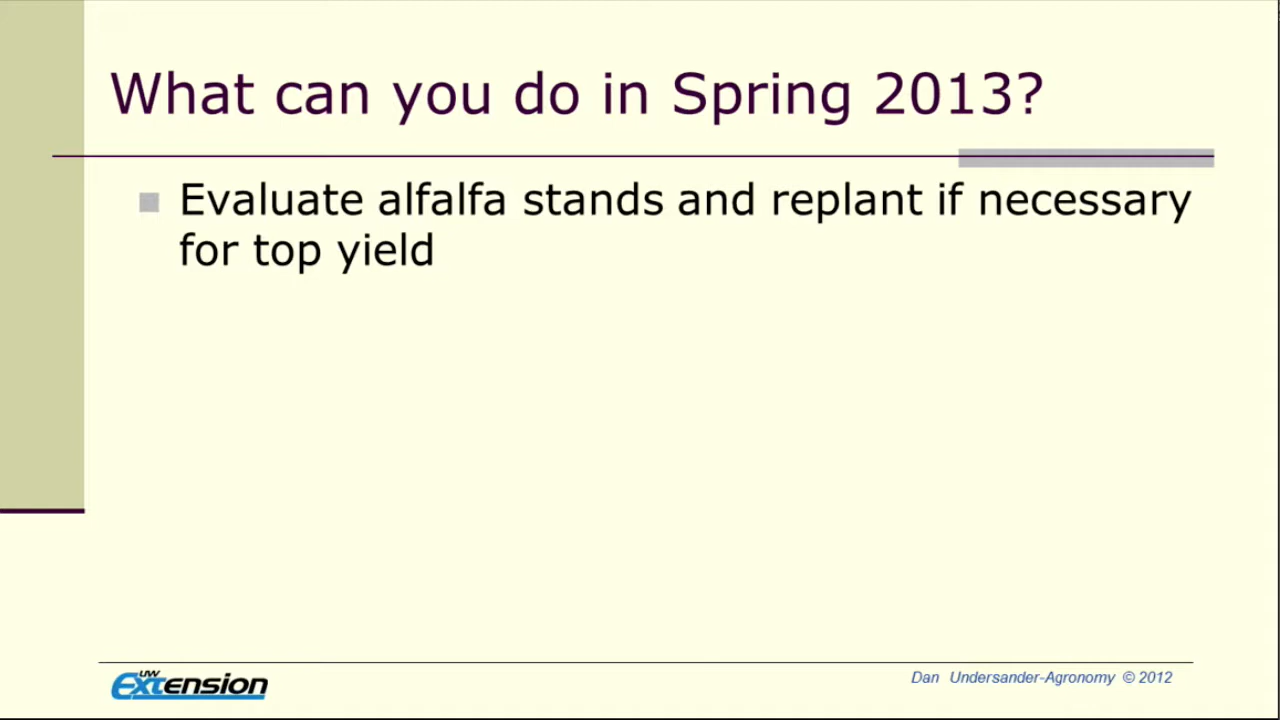 What can you do in Spring 2013?
Evaluate alfalfa stands and replant if necessary
for top yield
UW
Extension
Dan Undersander-Agronomy © 2012